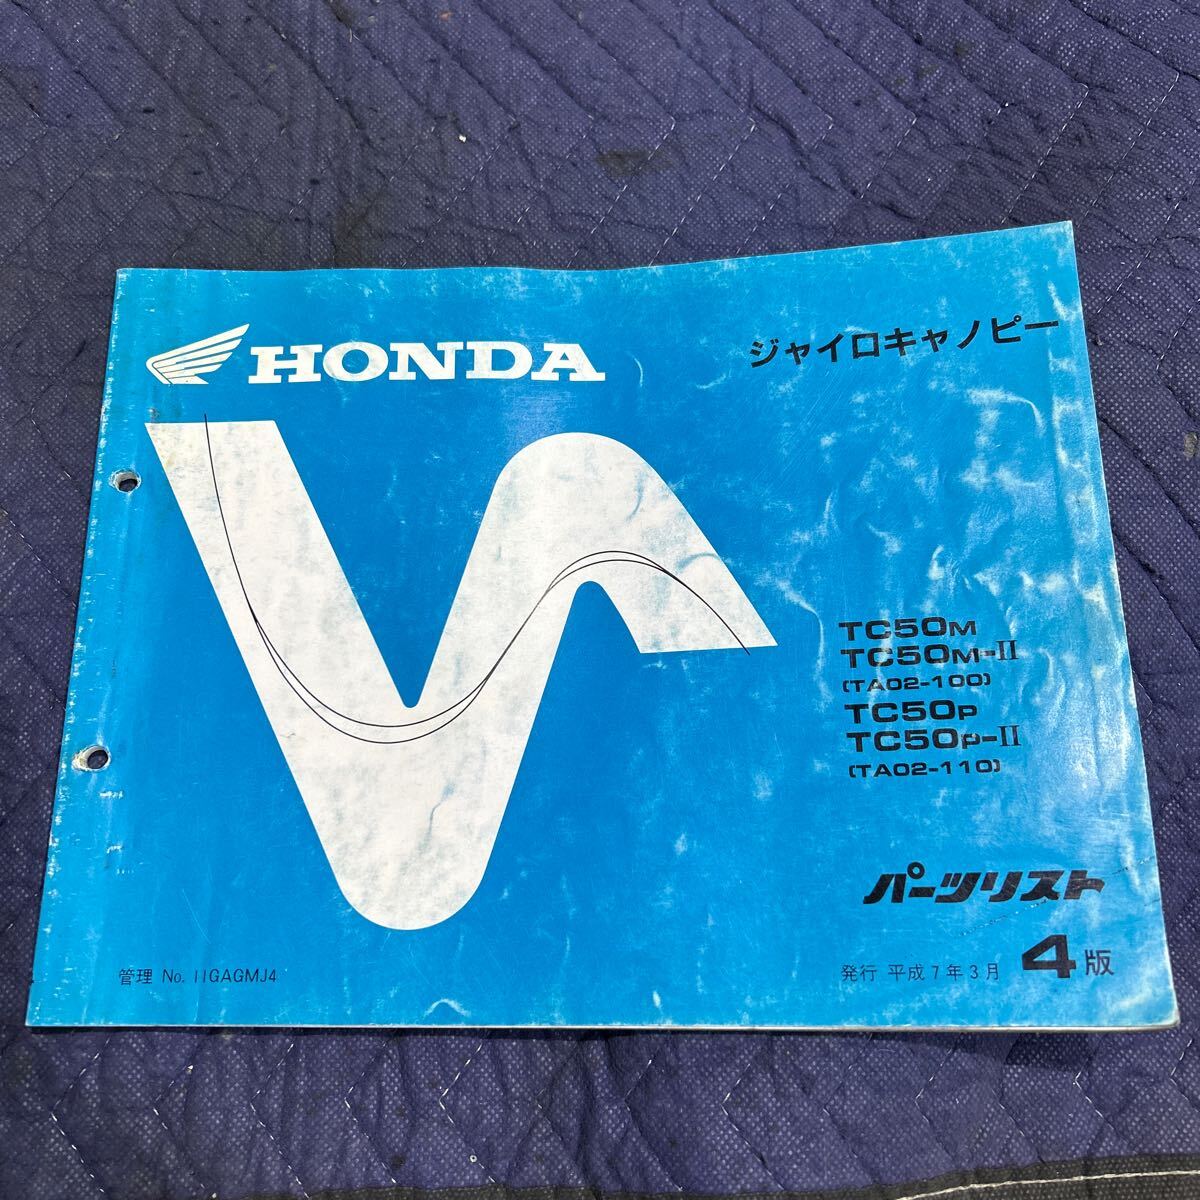 HONDA
ジャイロキャノピー
TC50M
TC50M-II
(TA02-100)
TC50P
TC50P-II
(TA02-110)
パーツリスト
管理 No. 11GAGMJ4
発行 平成7年3月 4版